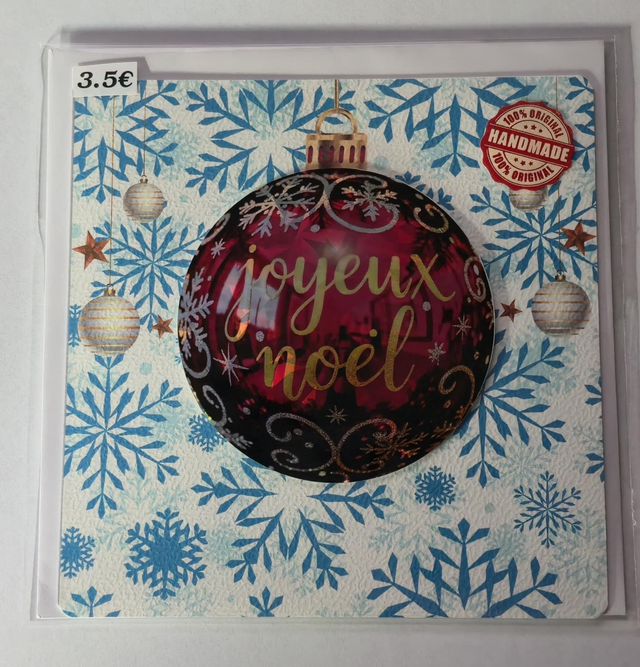 3.5€
100% ORIGINAL
HANDMADE
100% ORIGINAL
joyeux
noël